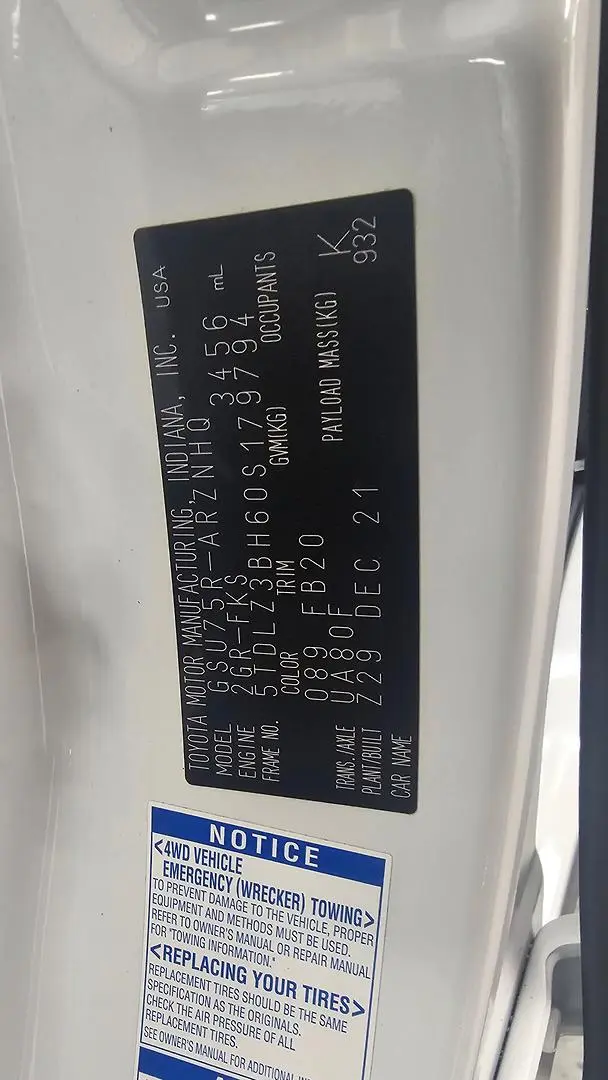 TOYOTA MOTOR MANUFACTURING, INDIANA, INC. USA
MODEL GSU75R-ARZNHQ
ENGINE 2GR-FKS 3456 mL
FRAME NO. 5TDLZ3BH60S179794
COLOR TRIM GVM(KG) OCCUPANTS
089 FB20
TRANS./AXLE UA80F PAYLOAD MASS(KG) K
PLANT/BUILT Z29 DEC 21 932
CAR NAME
NOTICE
<4WD VEHICLE
EMERGENCY (WRECKER) TOWING>
TO PREVENT DAMAGE TO THE VEHICLE, PROPER
EQUIPMENT AND METHODS MUST BE USED.
REFER TO OWNER'S MANUAL OR REPAIR MANUAL
FOR "TOWING INFORMATION."
<REPLACING YOUR TIRES>
REPLACEMENT TIRES SHOULD BE THE SAME
SPECIFICATION AS THE ORIGINALS.
CHECK THE AIR PRESSURE OF ALL
REPLACEMENT TIRES.
SEE OWNER'S MANUAL FOR ADDITIONAL